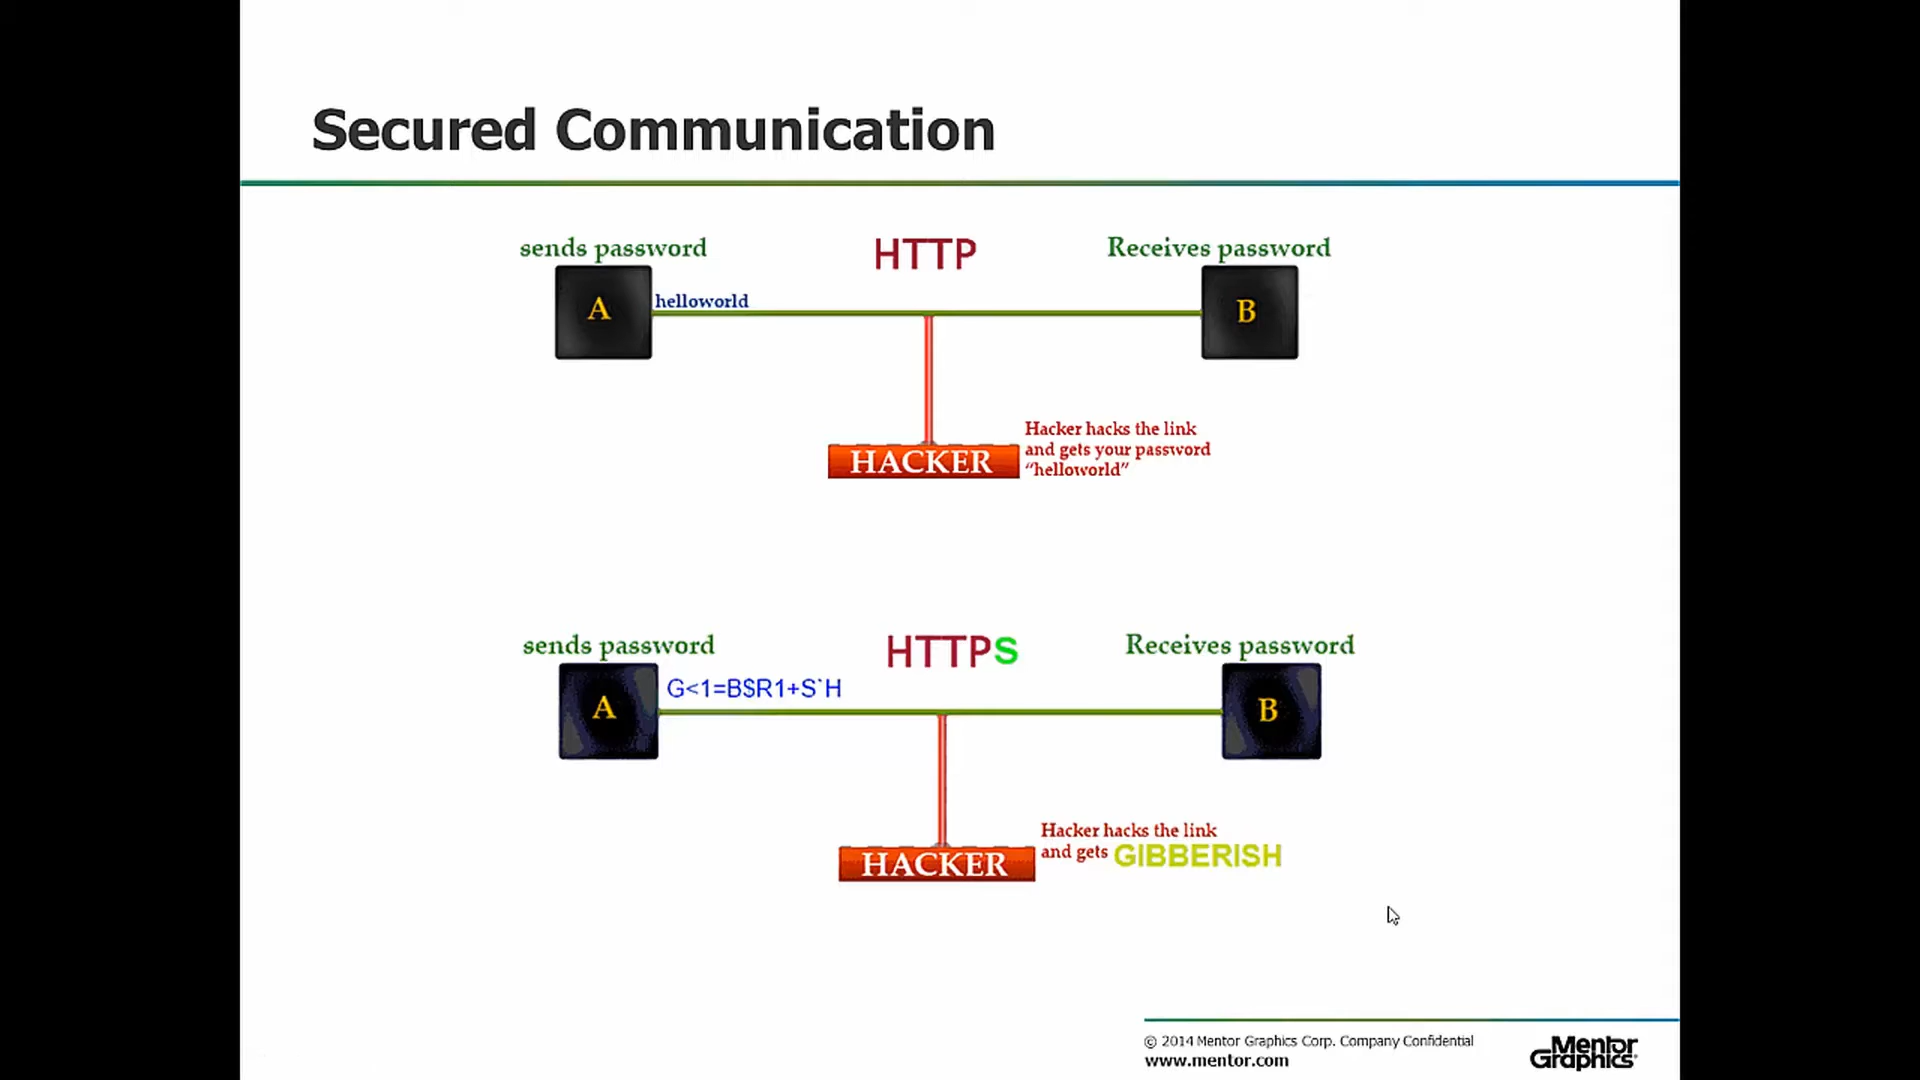 Secured Communication
sends password
HTTP
Receives password
A
helloworld
B
HACKER
Hacker hacks the link
and gets your password
“helloworld”
sends password
HTTPS
Receives password
A
G<1=B$R1+S`H
B
HACKER
Hacker hacks the link
and gets GIBBERISH
© 2014 Mentor Graphics Corp. Company Confidential
www.mentor.com
Mentor
Graphics